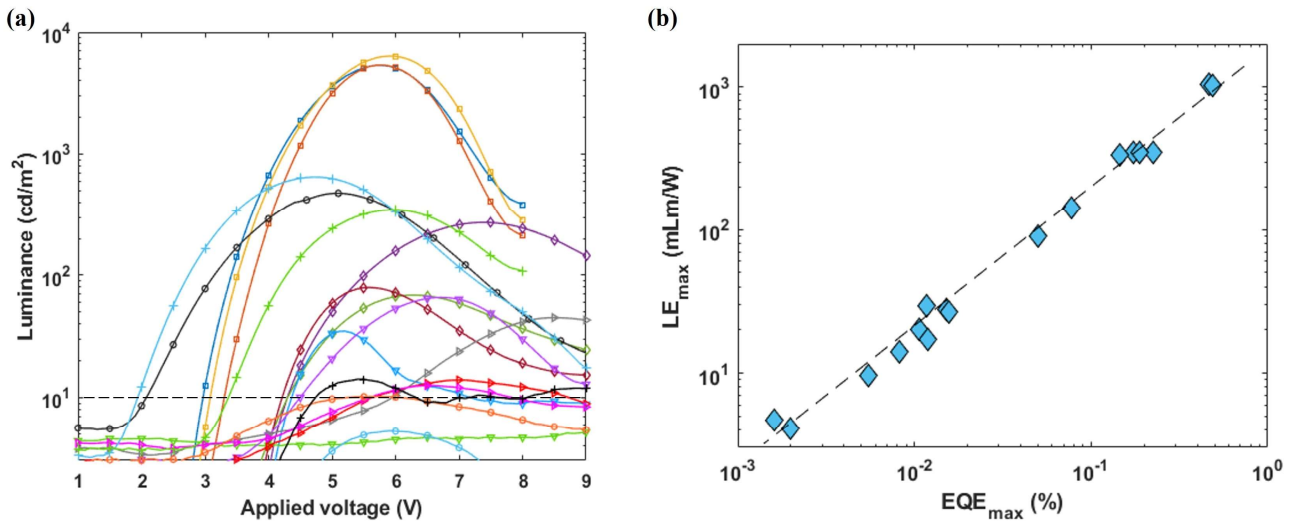 (a)
Luminance (cd/m²)
10⁴
10³
10²
10¹
1 2 3 4 5 6 7 8 9
Applied voltage (V)
(b)
LEmax (mLm/W)
10³
10²
10¹
10⁻³ 10⁻² 10⁻¹ 10⁰
EQEmax (%)